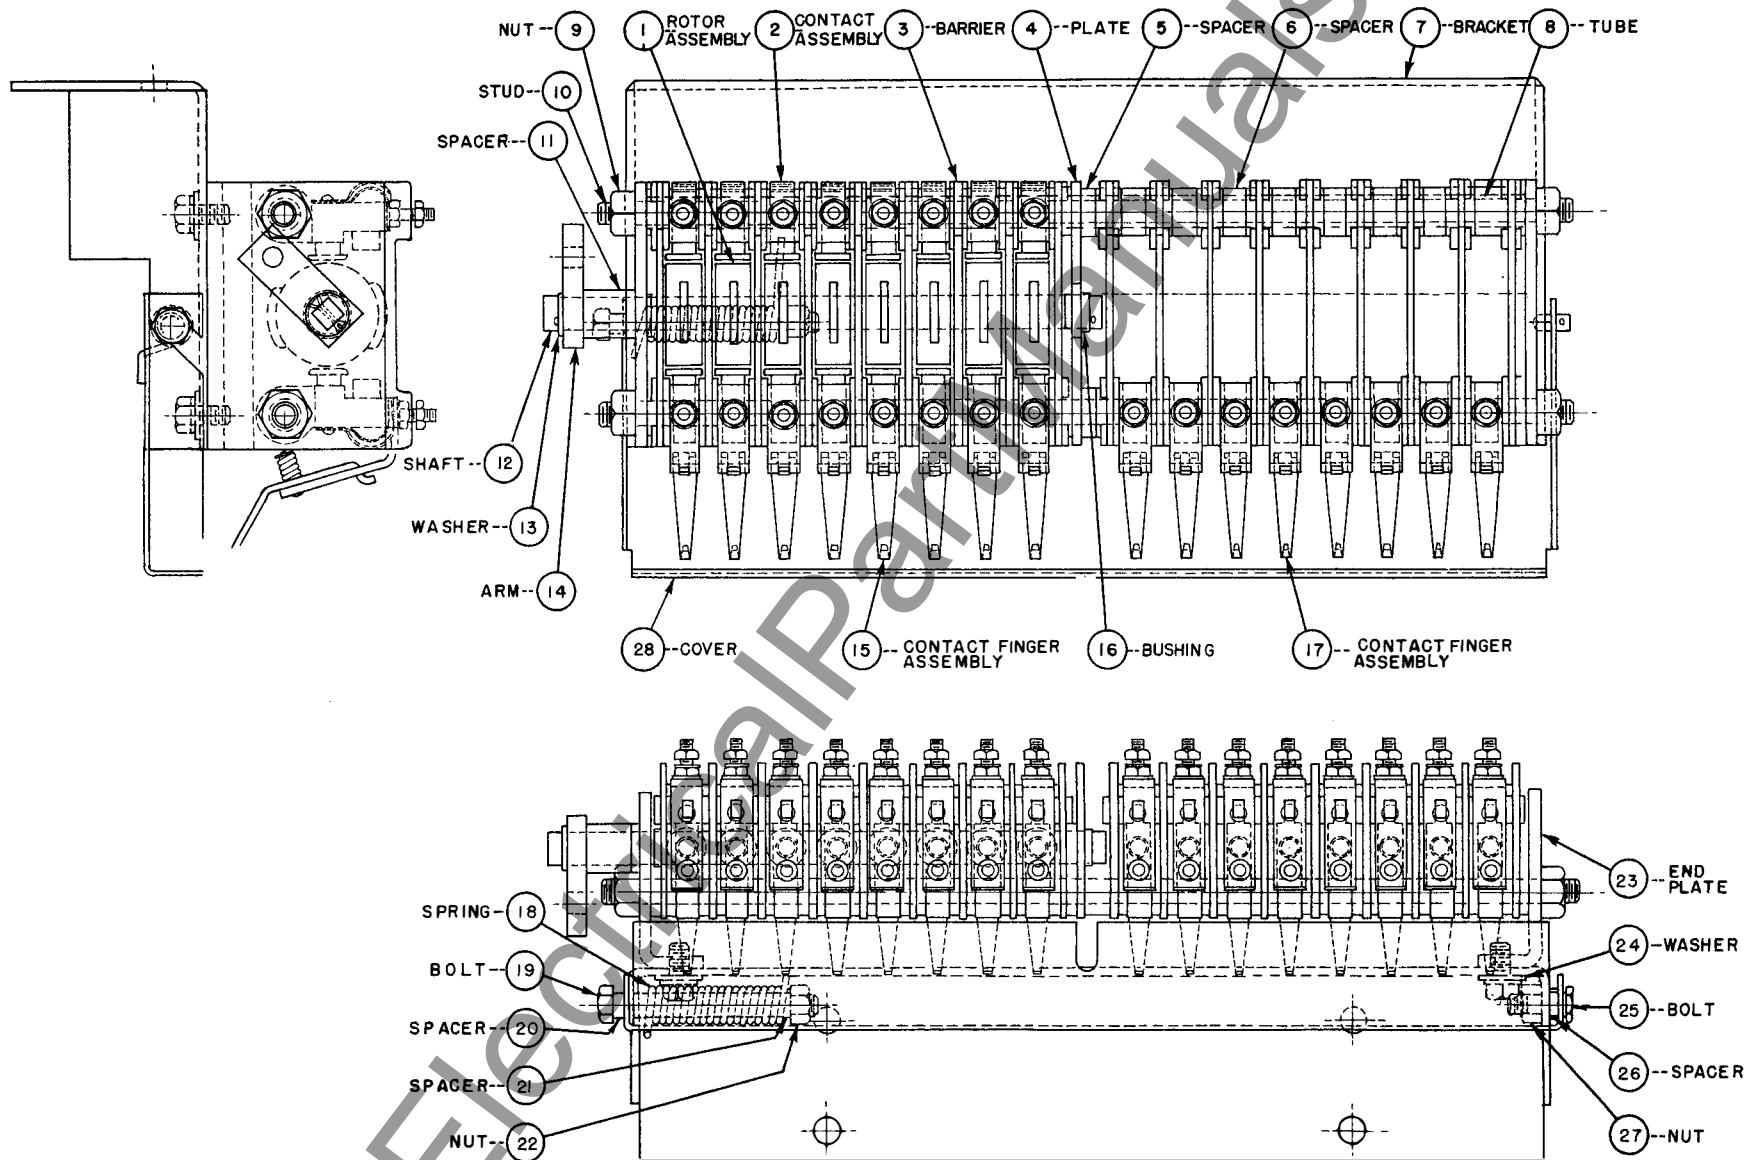 NUT--9
1 ROTOR
ASSEMBLY
2 CONTACT
ASSEMBLY
3--BARRIER
4--PLATE
5--SPACER
6--SPACER
7--BRACKET
8--TUBE
STUD--10
SPACER--11
SHAFT--12
WASHER--13
ARM--14
28--COVER
15--CONTACT FINGER
ASSEMBLY
16--BUSHING
17--CONTACT FINGER
ASSEMBLY
SPRING--18
BOLT--19
SPACER--20
SPACER--21
NUT--22
23--END
PLATE
24--WASHER
25--BOLT
26--SPACER
27--NUT
ElectricalPartManuals